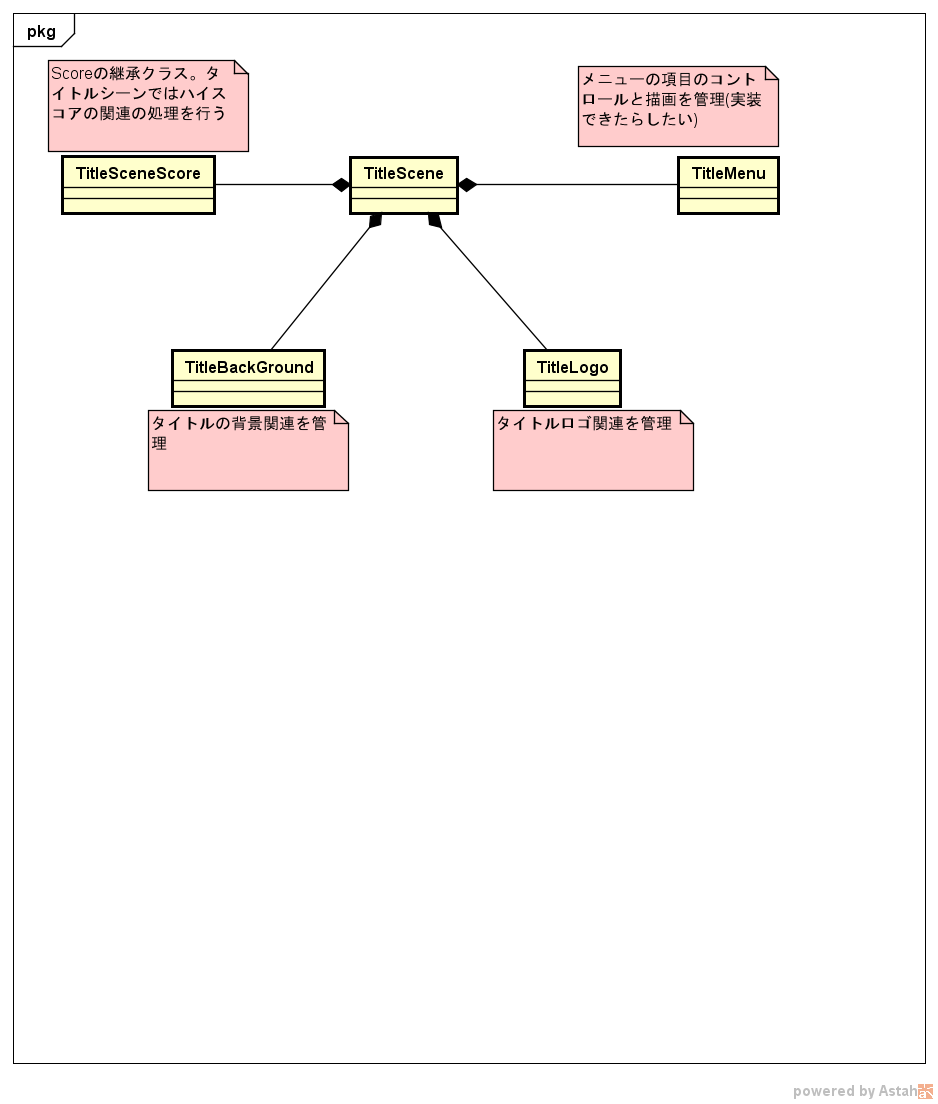 pkg
Scoreの継承クラス。タ
イトルシーンではハイス
コアの関連の処理を行う
メニューの項目のコント
ロールと描画を管理(実装
できたらしたい)
TitleSceneScore
TitleScene
TitleMenu
TitleBackGround
TitleLogo
タイトルの背景関連を管
理
タイトルロゴ関連を管理
powered by Astah